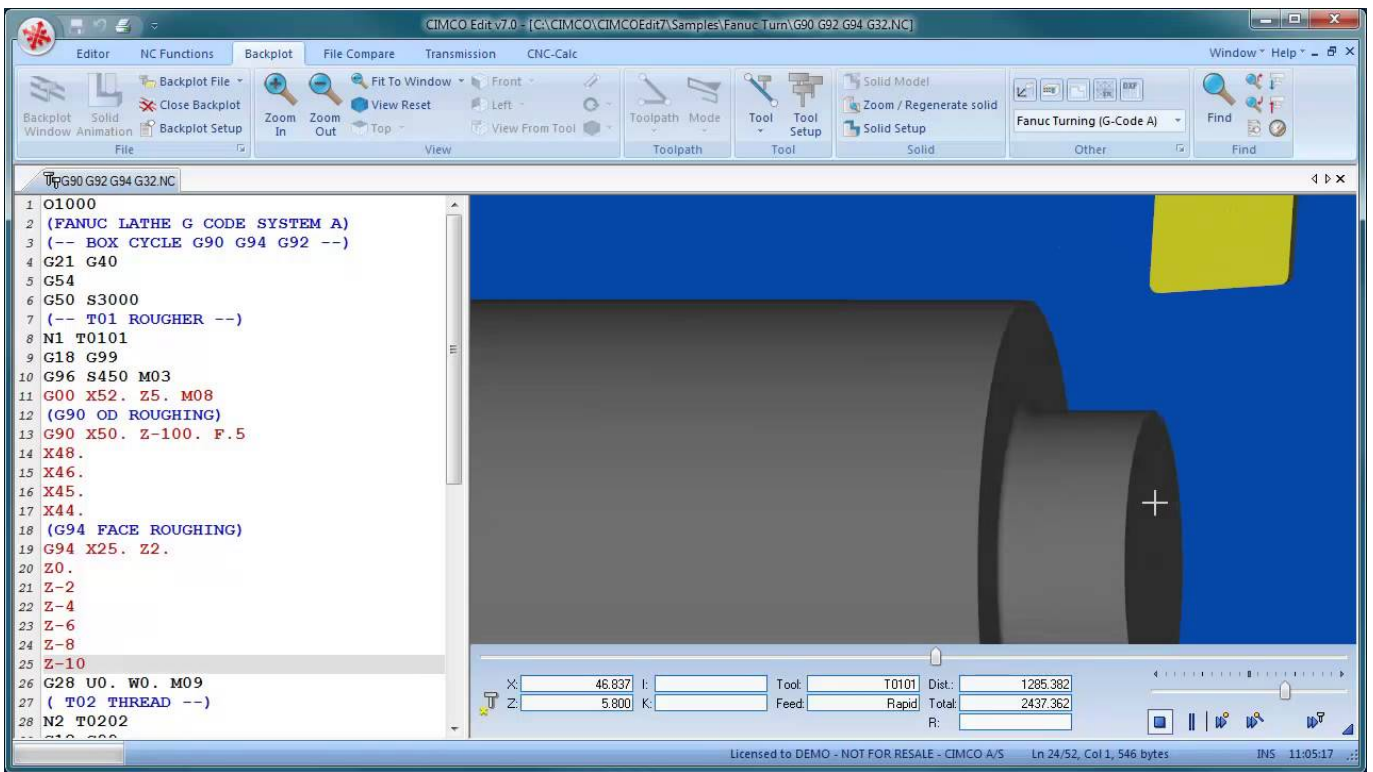 CIMCO Edit v7.0 - [C:\CIMCO\CIMCOEdit7\Samples\Fanuc Turn\G90 G92 G94 G32.NC]
Editor NC Functions Backplot File Compare Transmission CNC-Calc Window Help
Backplot Window
Solid Animation
Backplot File
Close Backplot
Backplot Setup
File
Zoom In
Zoom Out
Fit To Window
View Reset
Top
Front
Left
View From Tool
View
Toolpath
Mode
Toolpath
Tool
Tool Setup
Tool
Solid Model
Zoom / Regenerate solid
Solid Setup
Solid
DXF
Fanuc Turning (G-Code A)
Other
Find
Find
G90 G92 G94 G32.NC
1 O1000
2 (FANUC LATHE G CODE SYSTEM A)
3 (-- BOX CYCLE G90 G94 G92 --)
4 G21 G40
5 G54
6 G50 S3000
7 (-- T01 ROUGHER --)
8 N1 T0101
9 G18 G99
10 G96 S450 M03
11 G00 X52. Z5. M08
12 (G90 OD ROUGHING)
13 G90 X50. Z-100. F.5
14 X48.
15 X46.
16 X45.
17 X44.
18 (G94 FACE ROUGHING)
19 G94 X25. Z2.
20 Z0.
21 Z-2
22 Z-4
23 Z-6
24 Z-8
25 Z-10
26 G28 U0. W0. M09
27 ( T02 THREAD --)
28 N2 T0202
X: 46.837 I: Tool: T0101 Dist.: 1285.382
Z: 5.800 K: Feed: Rapid Total: 2437.362
R:
Licensed to DEMO - NOT FOR RESALE - CIMCO A/S Ln 24/52, Col 1, 546 bytes INS 11:05:17